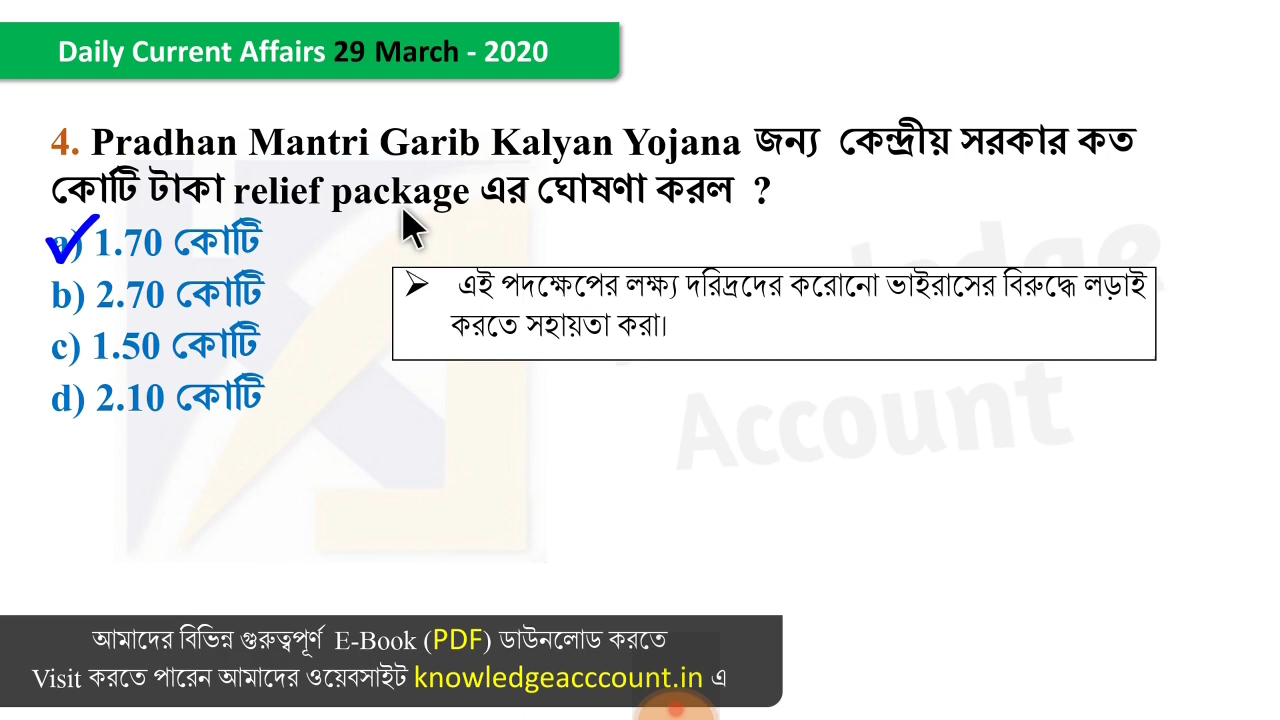 Daily Current Affairs 29 March - 2020
4. Pradhan Mantri Garib Kalyan Yojana জন্য কেন্দ্রীয় সরকার কত
কোটি টাকা relief package এর ঘোষণা করল ?
a) 1.70 কোটি
b) 2.70 কোটি
c) 1.50 কোটি
d) 2.10 কোটি
➢ এই পদক্ষেপের লক্ষ্য দরিদ্রদের করোনো ভাইরাসের বিরুদ্ধে লড়াই
করতে সহায়তা করা।
Account
আমাদের বিভিন্ন গুরুত্বপূর্ণ E-Book (PDF) ডাউনলোড করতে
Visit করতে পারেন আমাদের ওয়েবসাইট knowledgeacccount.in এ